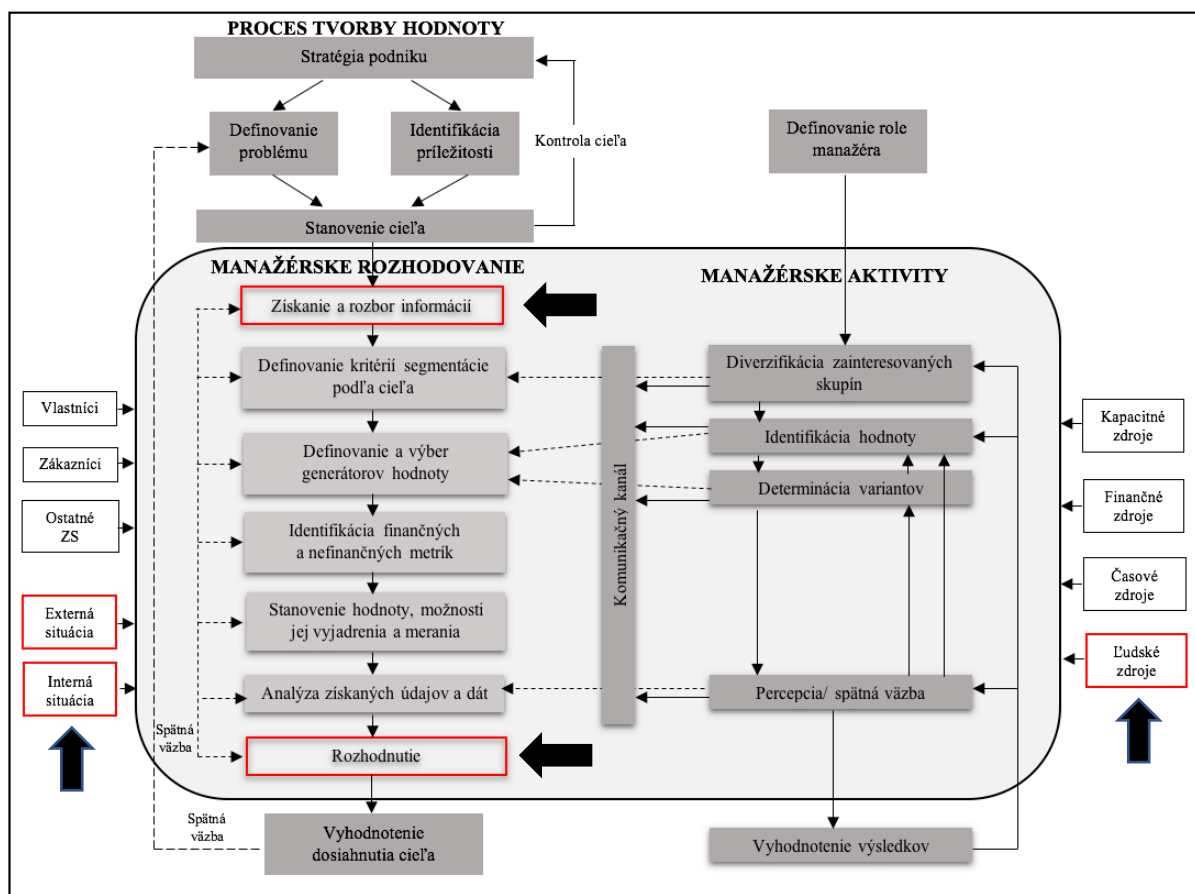 PROCES TVORBY HODNOTY
Stratégia podniku
Definovanie
problému
Identifikácia
príležitosti
Kontrola cieľa
Definovanie role
manažéra
Stanovenie cieľa
MANAŽÉRSKE ROZHODOVANIE
MANAŽÉRSKE AKTIVITY
Získanie a rozbor informácií
Definovanie kritérií segmentácie
podľa cieľa
Definovanie a výber
generátorov hodnoty
Identifikácia finančných
a nefinančných metrík
Stanovenie hodnoty, možnosti
jej vyjadrenia a merania
Analýza získaných údajov a dát
Rozhodnutie
Komunikačný kanál
Diverzifikácia zainteresovaných
skupín
Identifikácia hodnoty
Determinácia variantov
Percepcia/ spätná väzba
Vlastníci
Zákazníci
Ostatné
ZS
Externá
situácia
Interná
situácia
Kapacitné
zdroje
Finančné
zdroje
Časové
zdroje
Ľudské
zdroje
Spätná
väzba
Spätná
väzba
Vyhodnotenie
dosiahnutia cieľa
Vyhodnotenie výsledkov